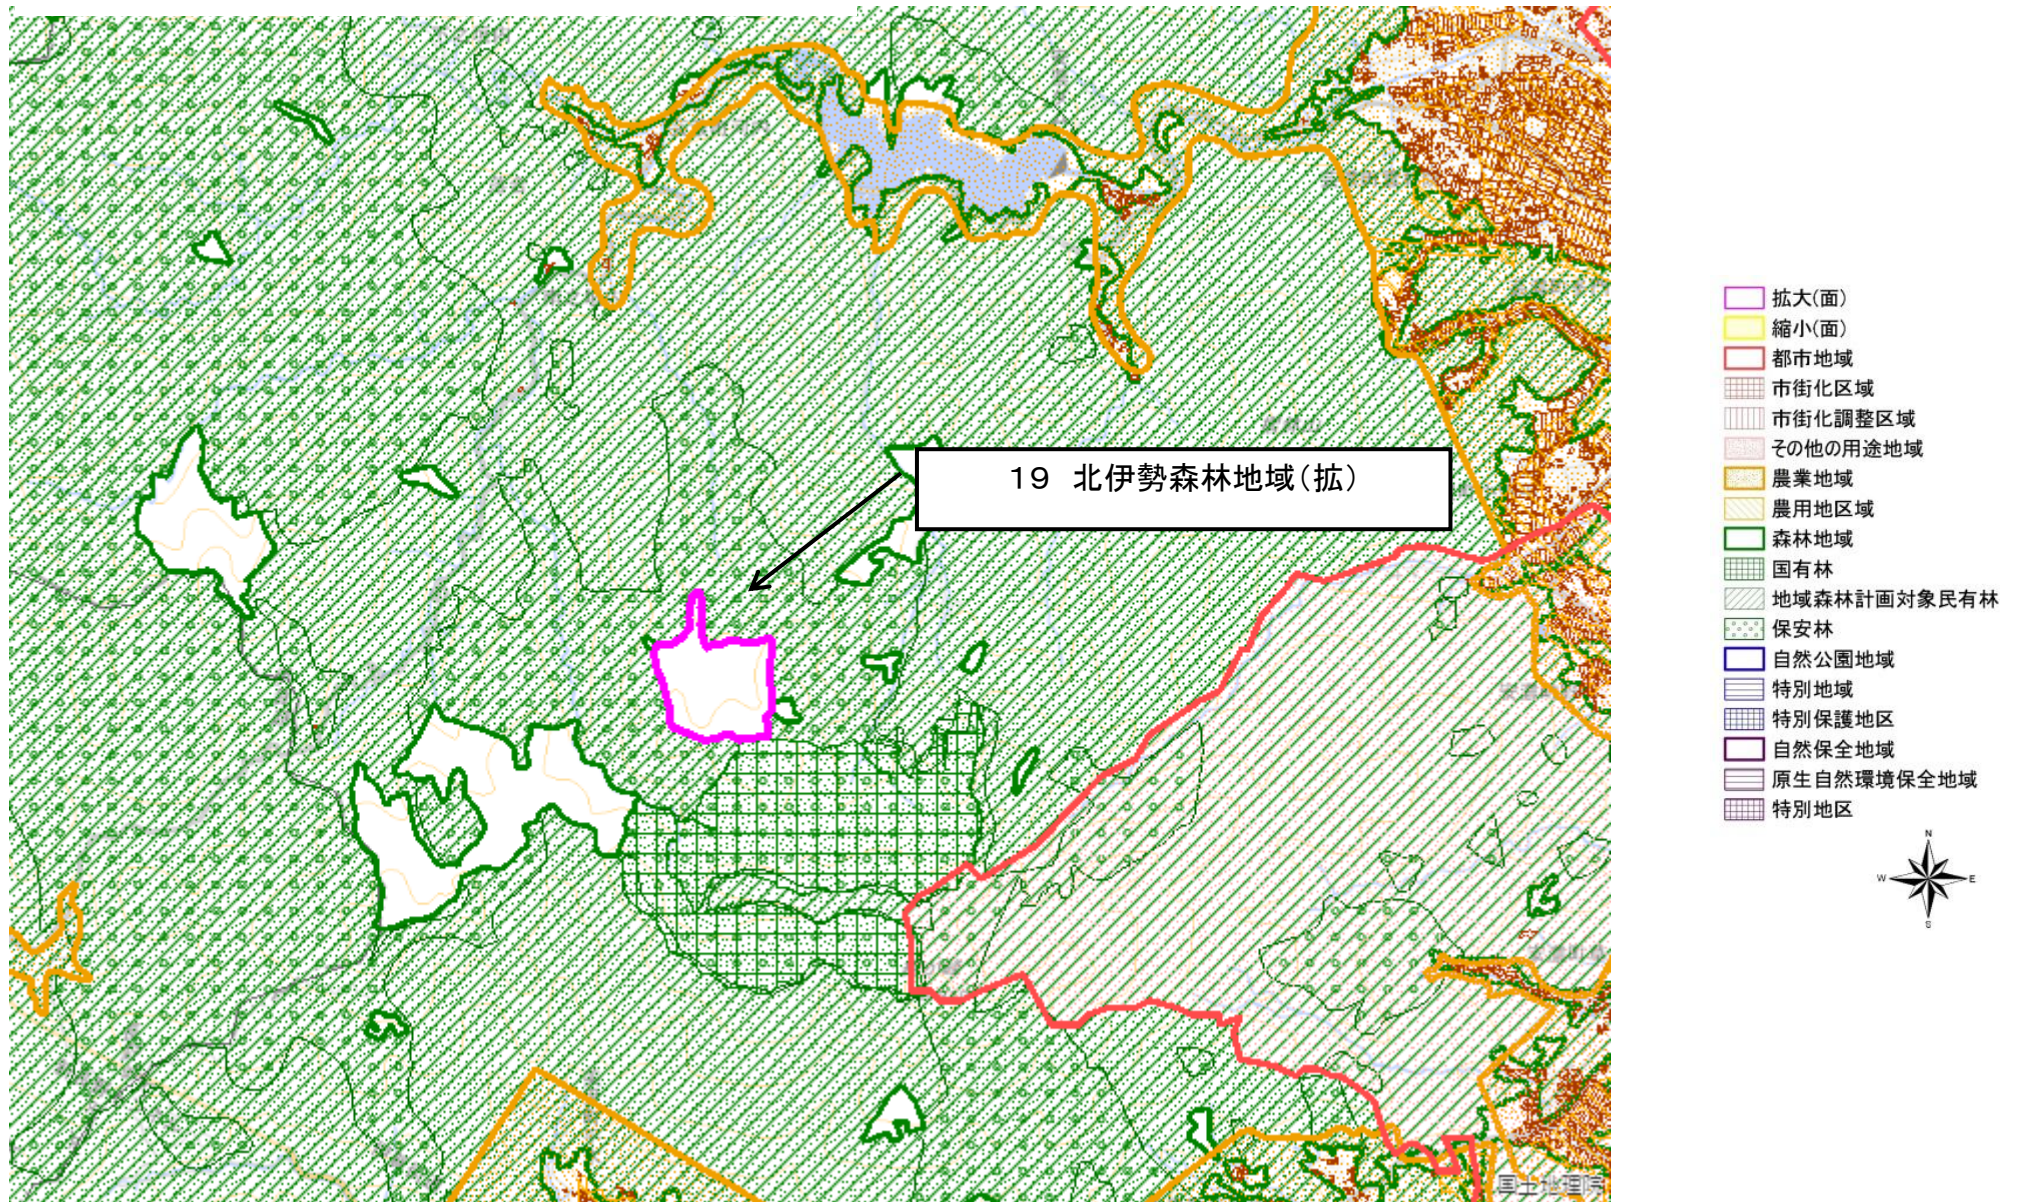 19 北伊勢森林地域(拡)
拡大(面)
縮小(面)
都市地域
市街化区域
市街化調整区域
その他の用途地域
農業地域
農用地区域
森林地域
国有林
地域森林計画対象民有林
保安林
自然公園地域
特別地域
特別保護地区
自然保全地域
原生自然環境保全地域
特別地区
N
W
E
S
国土地理院